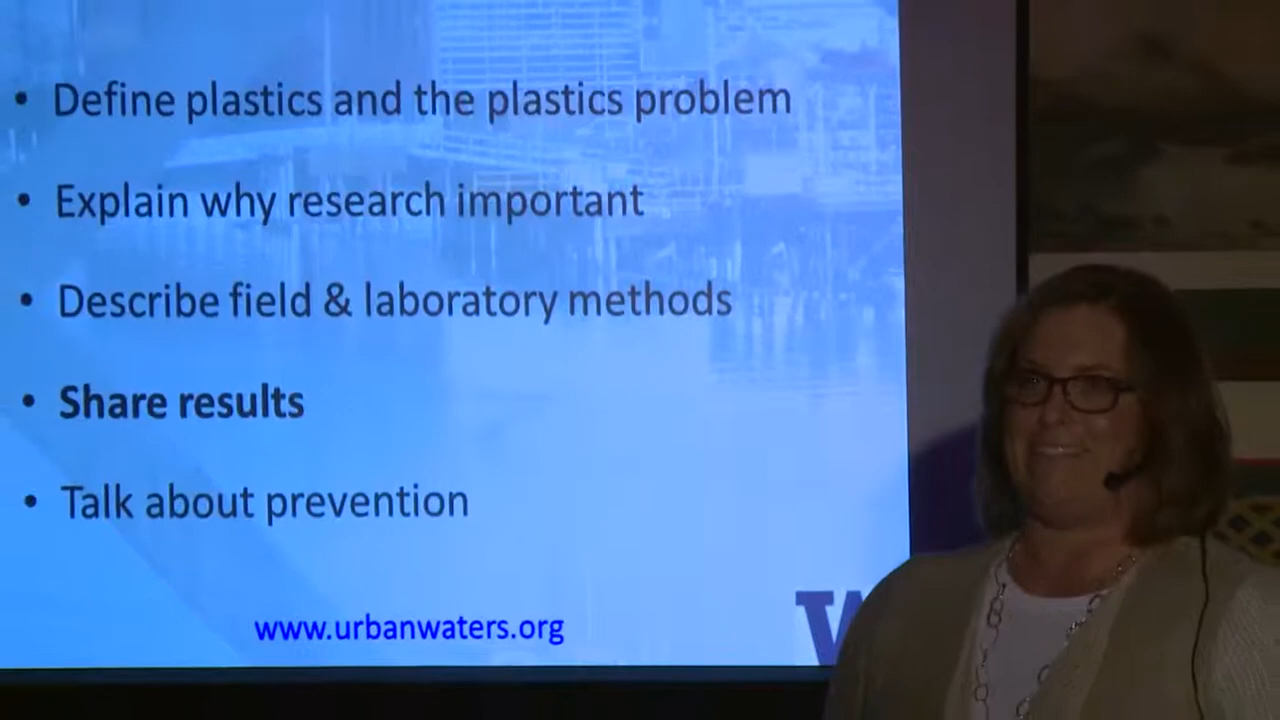 • Define plastics and the plastics problem
• Explain why research important
• Describe field & laboratory methods
• Share results
• Talk about prevention
www.urbanwaters.org
W